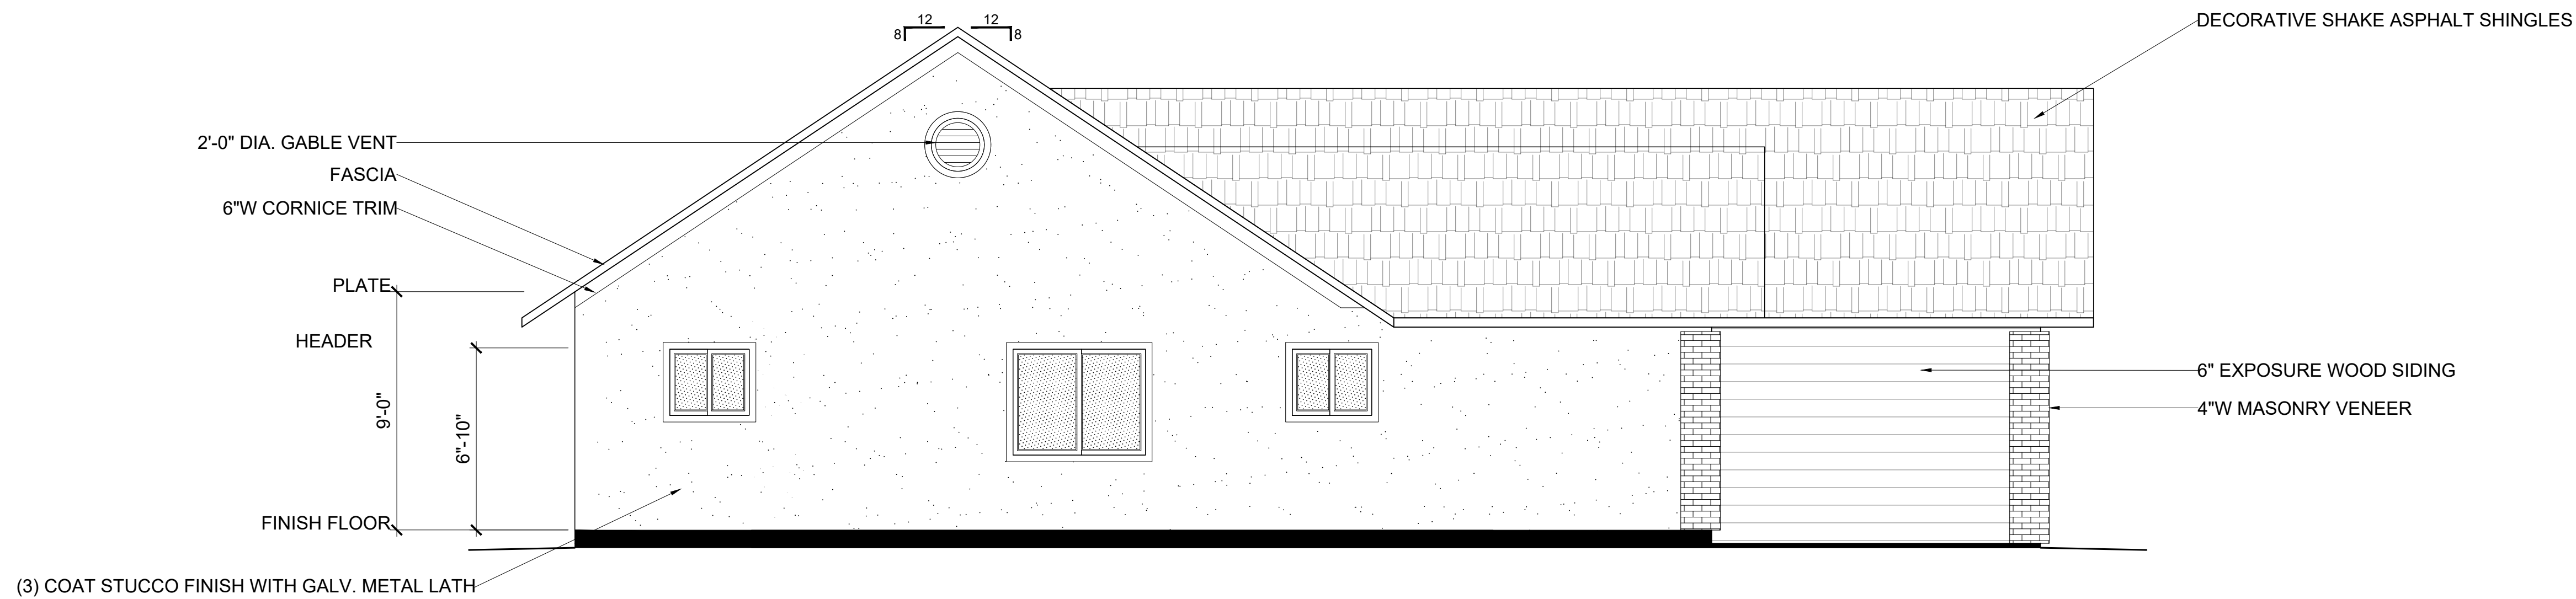 12 12
8 8
DECORATIVE SHAKE ASPHALT SHINGLES
2'-0" DIA. GABLE VENT
FASCIA
6"W CORNICE TRIM
PLATE
HEADER
9'-0"
6"-10"
FINISH FLOOR
6" EXPOSURE WOOD SIDING
4"W MASONRY VENEER
(3) COAT STUCCO FINISH WITH GALV. METAL LATH